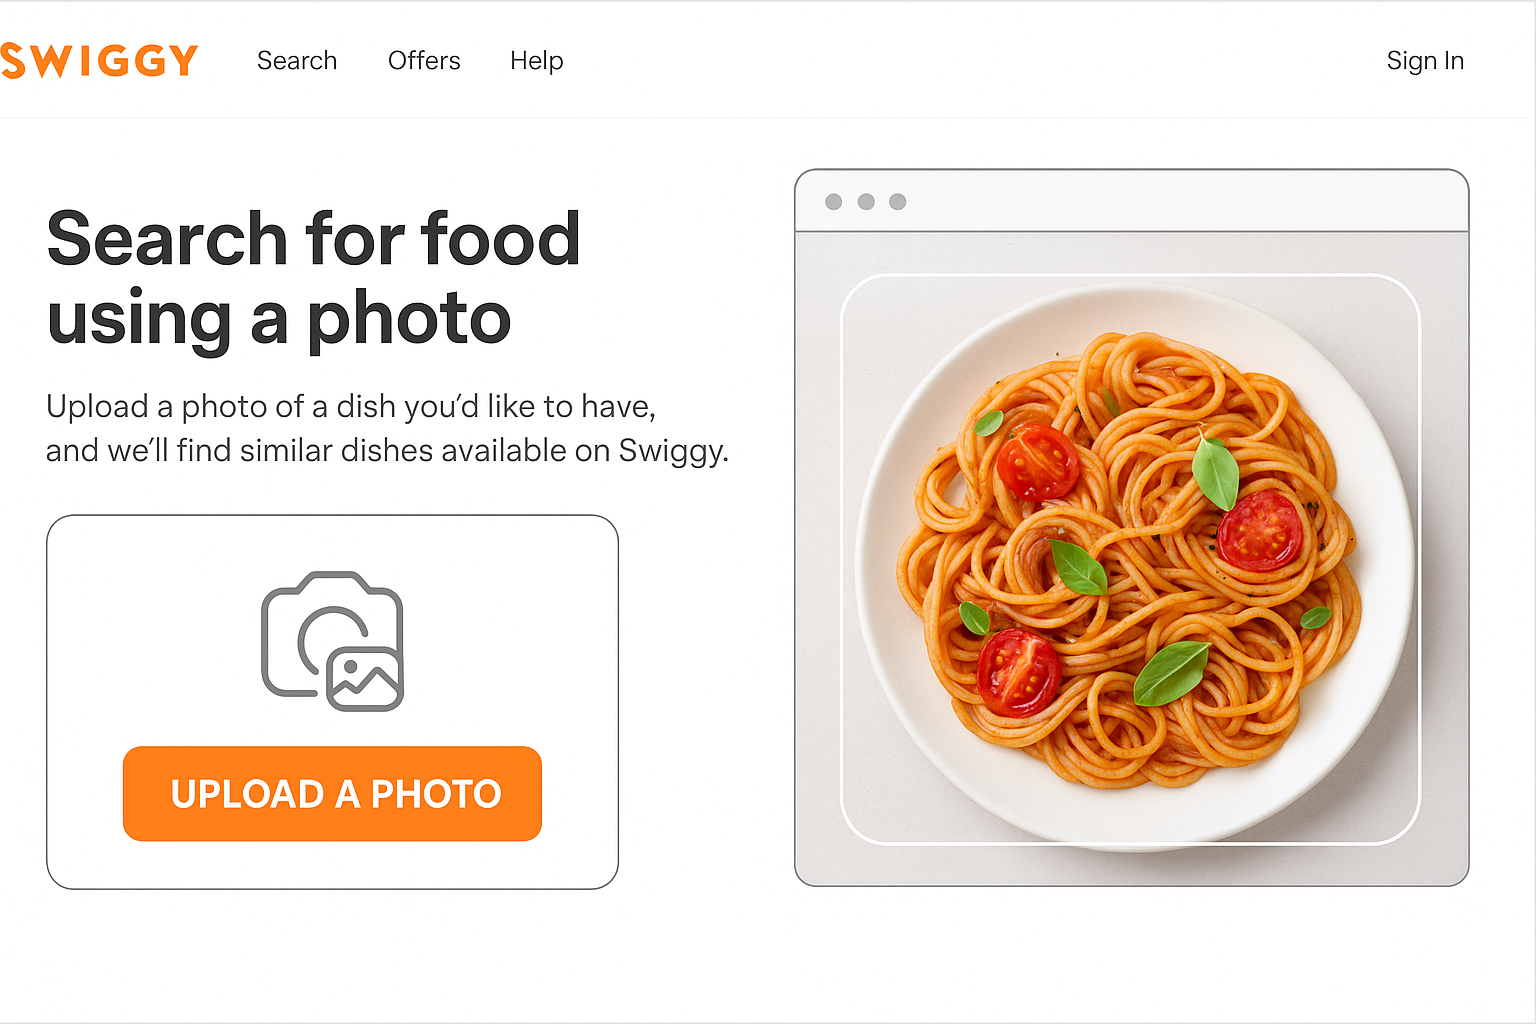 SWIGGY
Search
Offers
Help
Sign In
Search for food
using a photo
Upload a photo of a dish you’d like to have,
and we’ll find similar dishes available on Swiggy.
UPLOAD A PHOTO